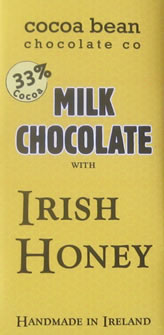 cocoa bean
chocolate co
33%
Cocoa
MILK
CHOCOLATE
WITH
IRISH
HONEY
HANDMADE IN IRELAND